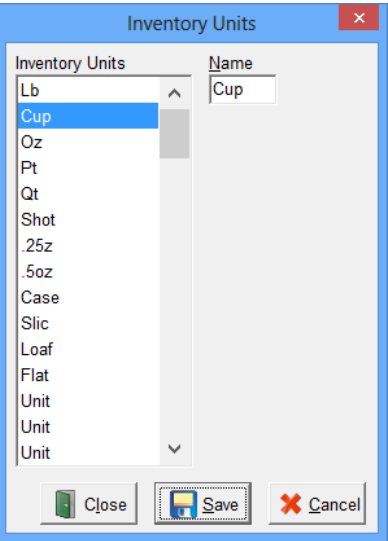 Inventory Units
Inventory Units
Name
Lb
Cup
Cup
Oz
Pt
Qt
Shot
.25z
.5oz
Case
Slic
Loaf
Flat
Unit
Unit
Unit
Close
Save
Cancel